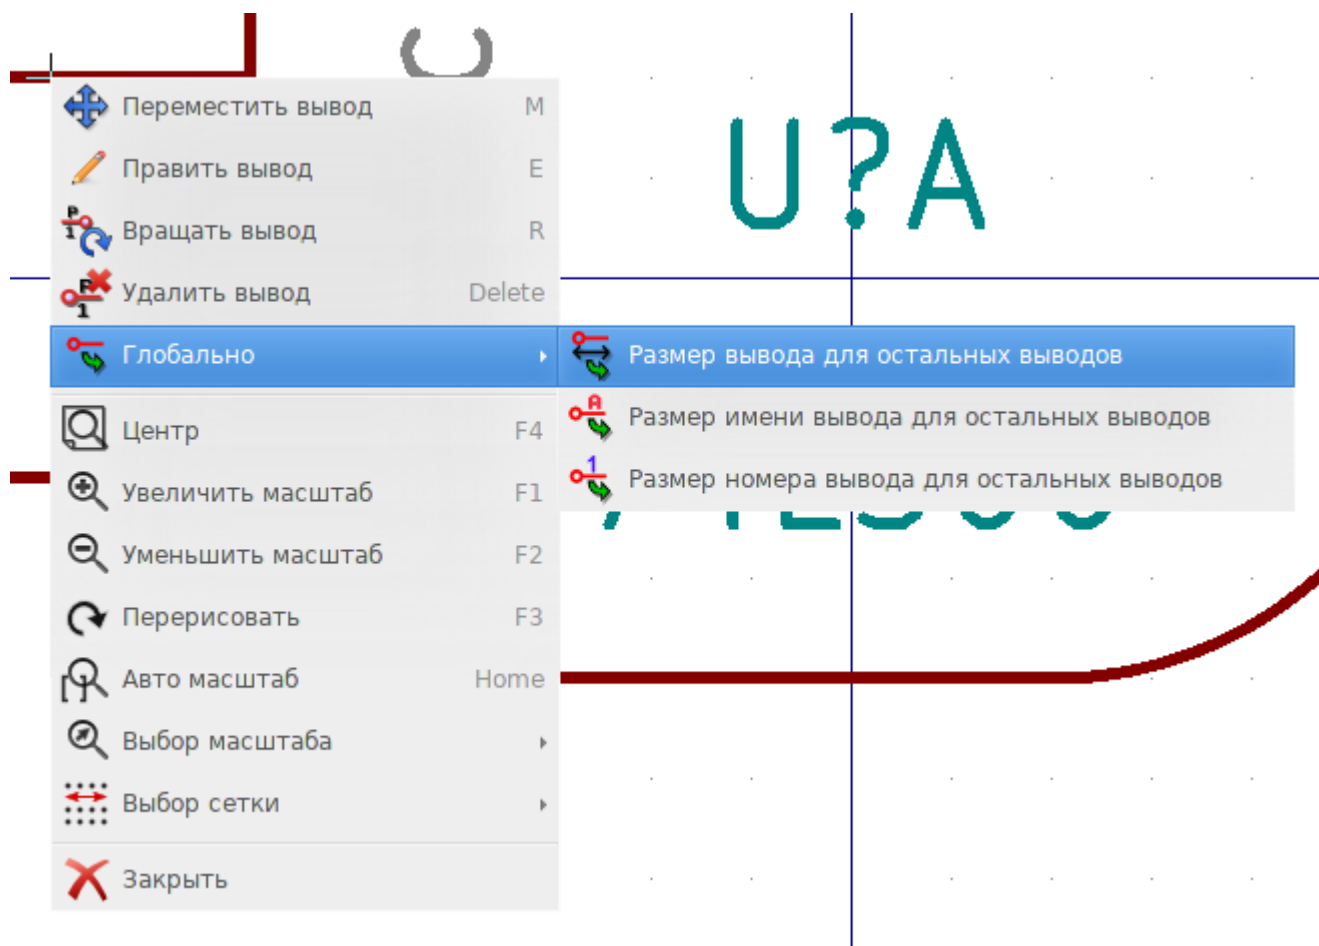 U?A
Переместить вывод M
Править вывод E
Вращать вывод R
Удалить вывод Delete
Глобально
Размер вывода для остальных выводов
Размер имени вывода для остальных выводов
Размер номера вывода для остальных выводов
Центр F4
Увеличить масштаб F1
Уменьшить масштаб F2
Перерисовать F3
Авто масштаб Home
Выбор масштаба
Выбор сетки
Закрыть